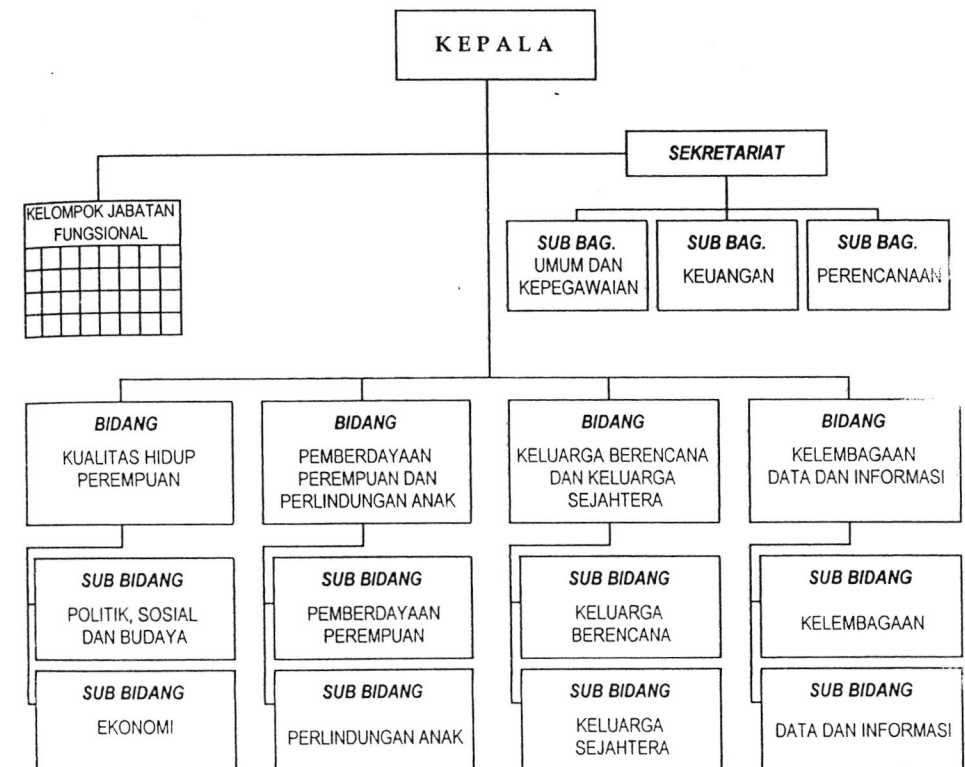 KEPALA
SEKRETARIAT
KELOMPOK JABATAN
FUNGSIONAL
SUB BAG.
UMUM DAN
KEPEGAWAIAN
SUB BAG.
KEUANGAN
SUB BAG.
PERENCANAAN
BIDANG
KUALITAS HIDUP
PEREMPUAN
BIDANG
PEMBERDAYAAN
PEREMPUAN DAN
PERLINDUNGAN ANAK
BIDANG
KELUARGA BERENCANA
DAN KELUARGA
SEJAHTERA
BIDANG
KELEMBAGAAN
DATA DAN INFORMASI
SUB BIDANG
POLITIK, SOSIAL
DAN BUDAYA
SUB BIDANG
PEMBERDAYAAN
PEREMPUAN
SUB BIDANG
KELUARGA
BERENCANA
SUB BIDANG
KELEMBAGAAN
SUB BIDANG
EKONOMI
SUB BIDANG
PERLINDUNGAN ANAK
SUB BIDANG
KELUARGA
SEJAHTERA
SUB BIDANG
DATA DAN INFORMASI